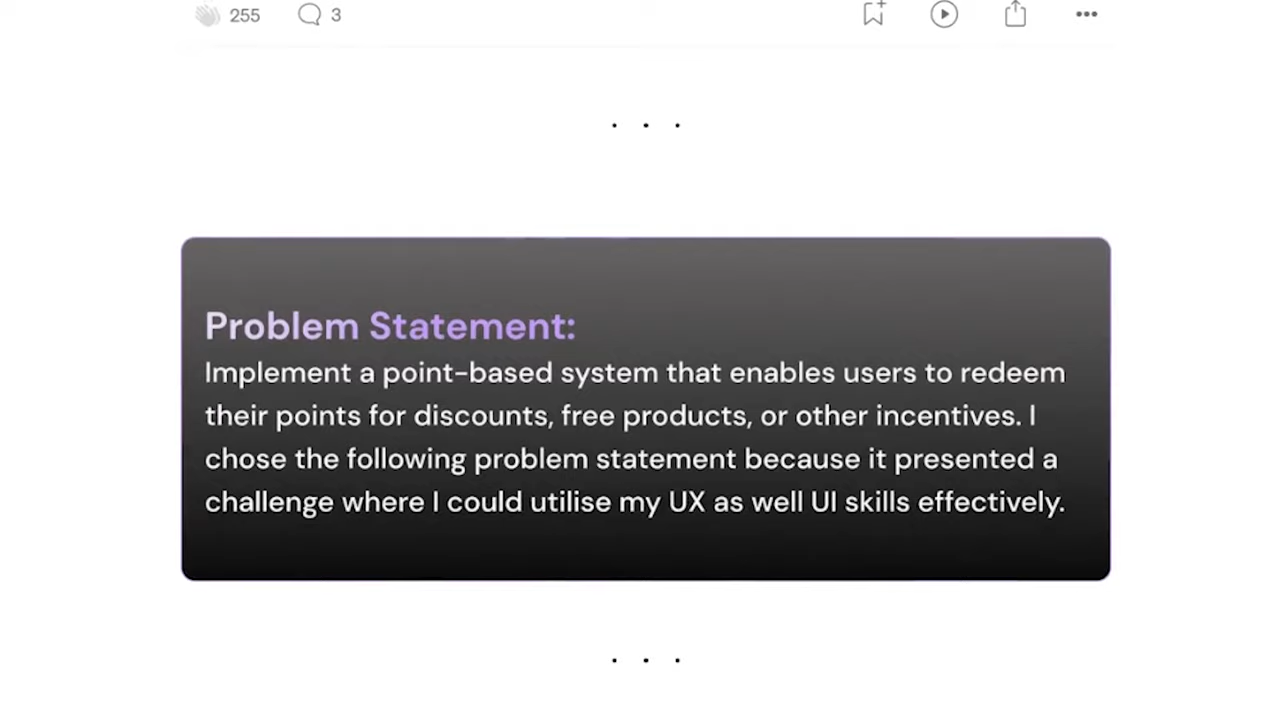 255 3
Problem Statement:
Implement a point-based system that enables users to redeem
their points for discounts, free products, or other incentives. I
chose the following problem statement because it presented a
challenge where I could utilise my UX as well UI skills effectively.